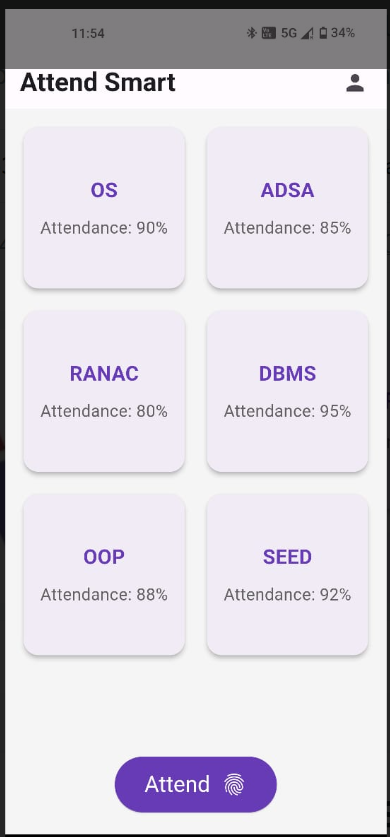 11:54 5G 34%
Attend Smart
OS ADSA
Attendance: 90% Attendance: 85%
RANAC DBMS
Attendance: 80% Attendance: 95%
OOP SEED
Attendance: 88% Attendance: 92%
Attend